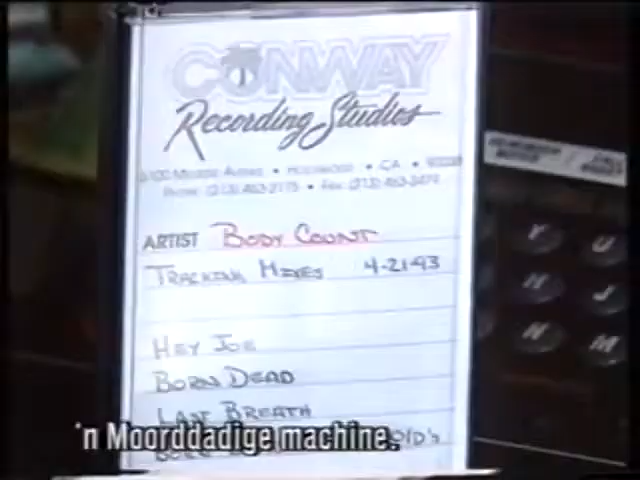 CONWAY
Recording Studios
ARTIST BODY COUNT
TRACKING MIXES 4-21-93
HEY JOE
BORN DEAD
LAST BREATH
'n Moorddadige machine.
Y U
H J
N M